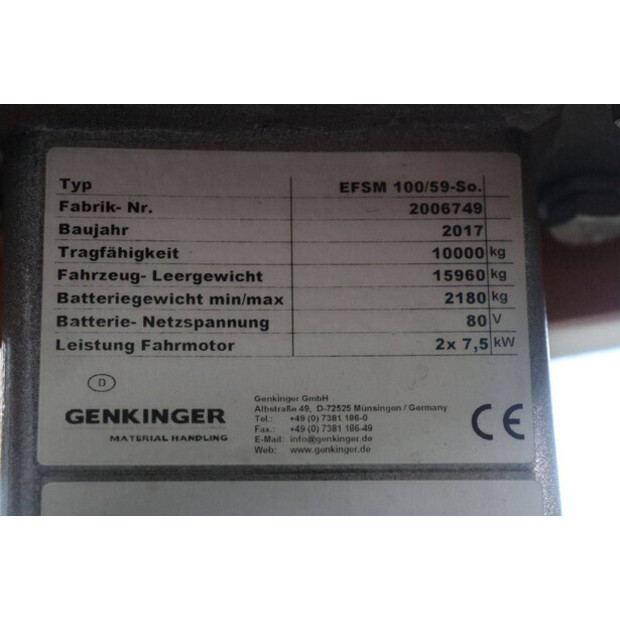 Typ EFSM 100/59-So.
Fabrik- Nr. 2006749
Baujahr 2017
Tragfähigkeit 10000 kg
Fahrzeug- Leergewicht 15960 kg
Batteriegewicht min/max 2180 kg
Batterie- Netzspannung 80 V
Leistung Fahrmotor 2x 7,5 kW
D
GENKINGER
MATERIAL HANDLING
Genkinger GmbH
Albstraße 49, D-72525 Münsingen / Germany
Tel.: +49 (0) 7381 186-0
Fax.: +49 (0) 7381 186-49
E-Mail: info@genkinger.de
Web: www.genkinger.de
CE